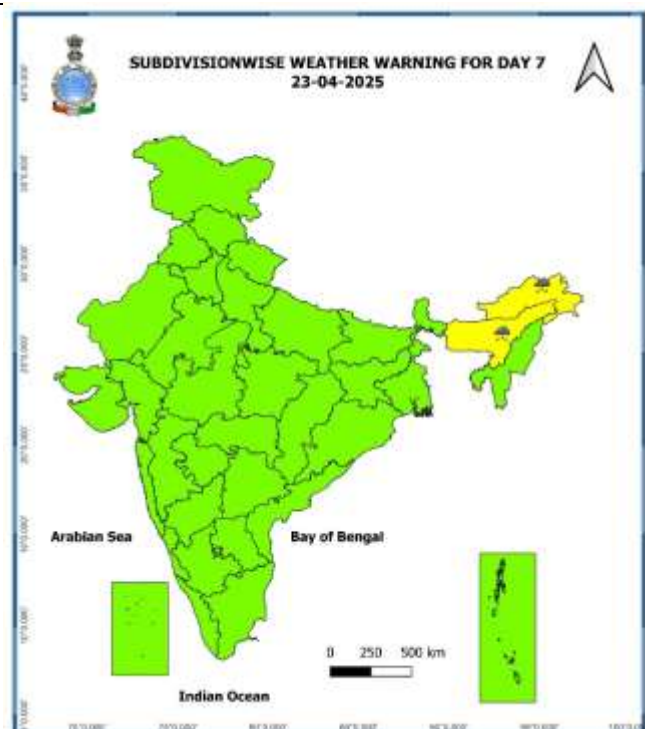 SUBDIVISIONWISE WEATHER WARNING FOR DAY 7
23-04-2025
Arabian Sea
Bay of Bengal
0 250 500 km
Indian Ocean